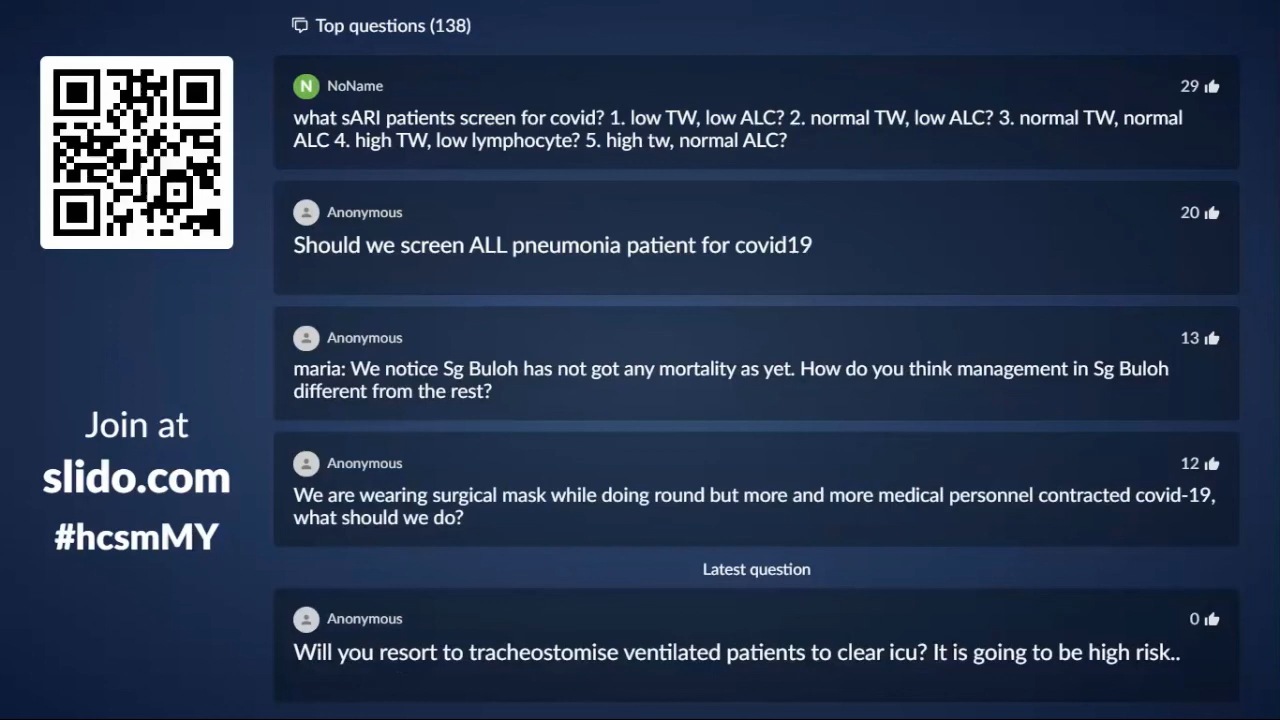 Top questions (138)
N NoName
29
what sARI patients screen for covid? 1. low TW, low ALC? 2. normal TW, low ALC? 3. normal TW, normal
ALC 4. high TW, low lymphocyte? 5. high tw, normal ALC?
Anonymous
20
Should we screen ALL pneumonia patient for covid19
Anonymous
13
maria: We notice Sg Buloh has not got any mortality as yet. How do you think management in Sg Buloh
different from the rest?
Anonymous
12
We are wearing surgical mask while doing round but more and more medical personnel contracted covid-19,
what should we do?
Latest question
Anonymous
0
Will you resort to tracheostomise ventilated patients to clear icu? It is going to be high risk..
Join at
slido.com
#hcsmMY